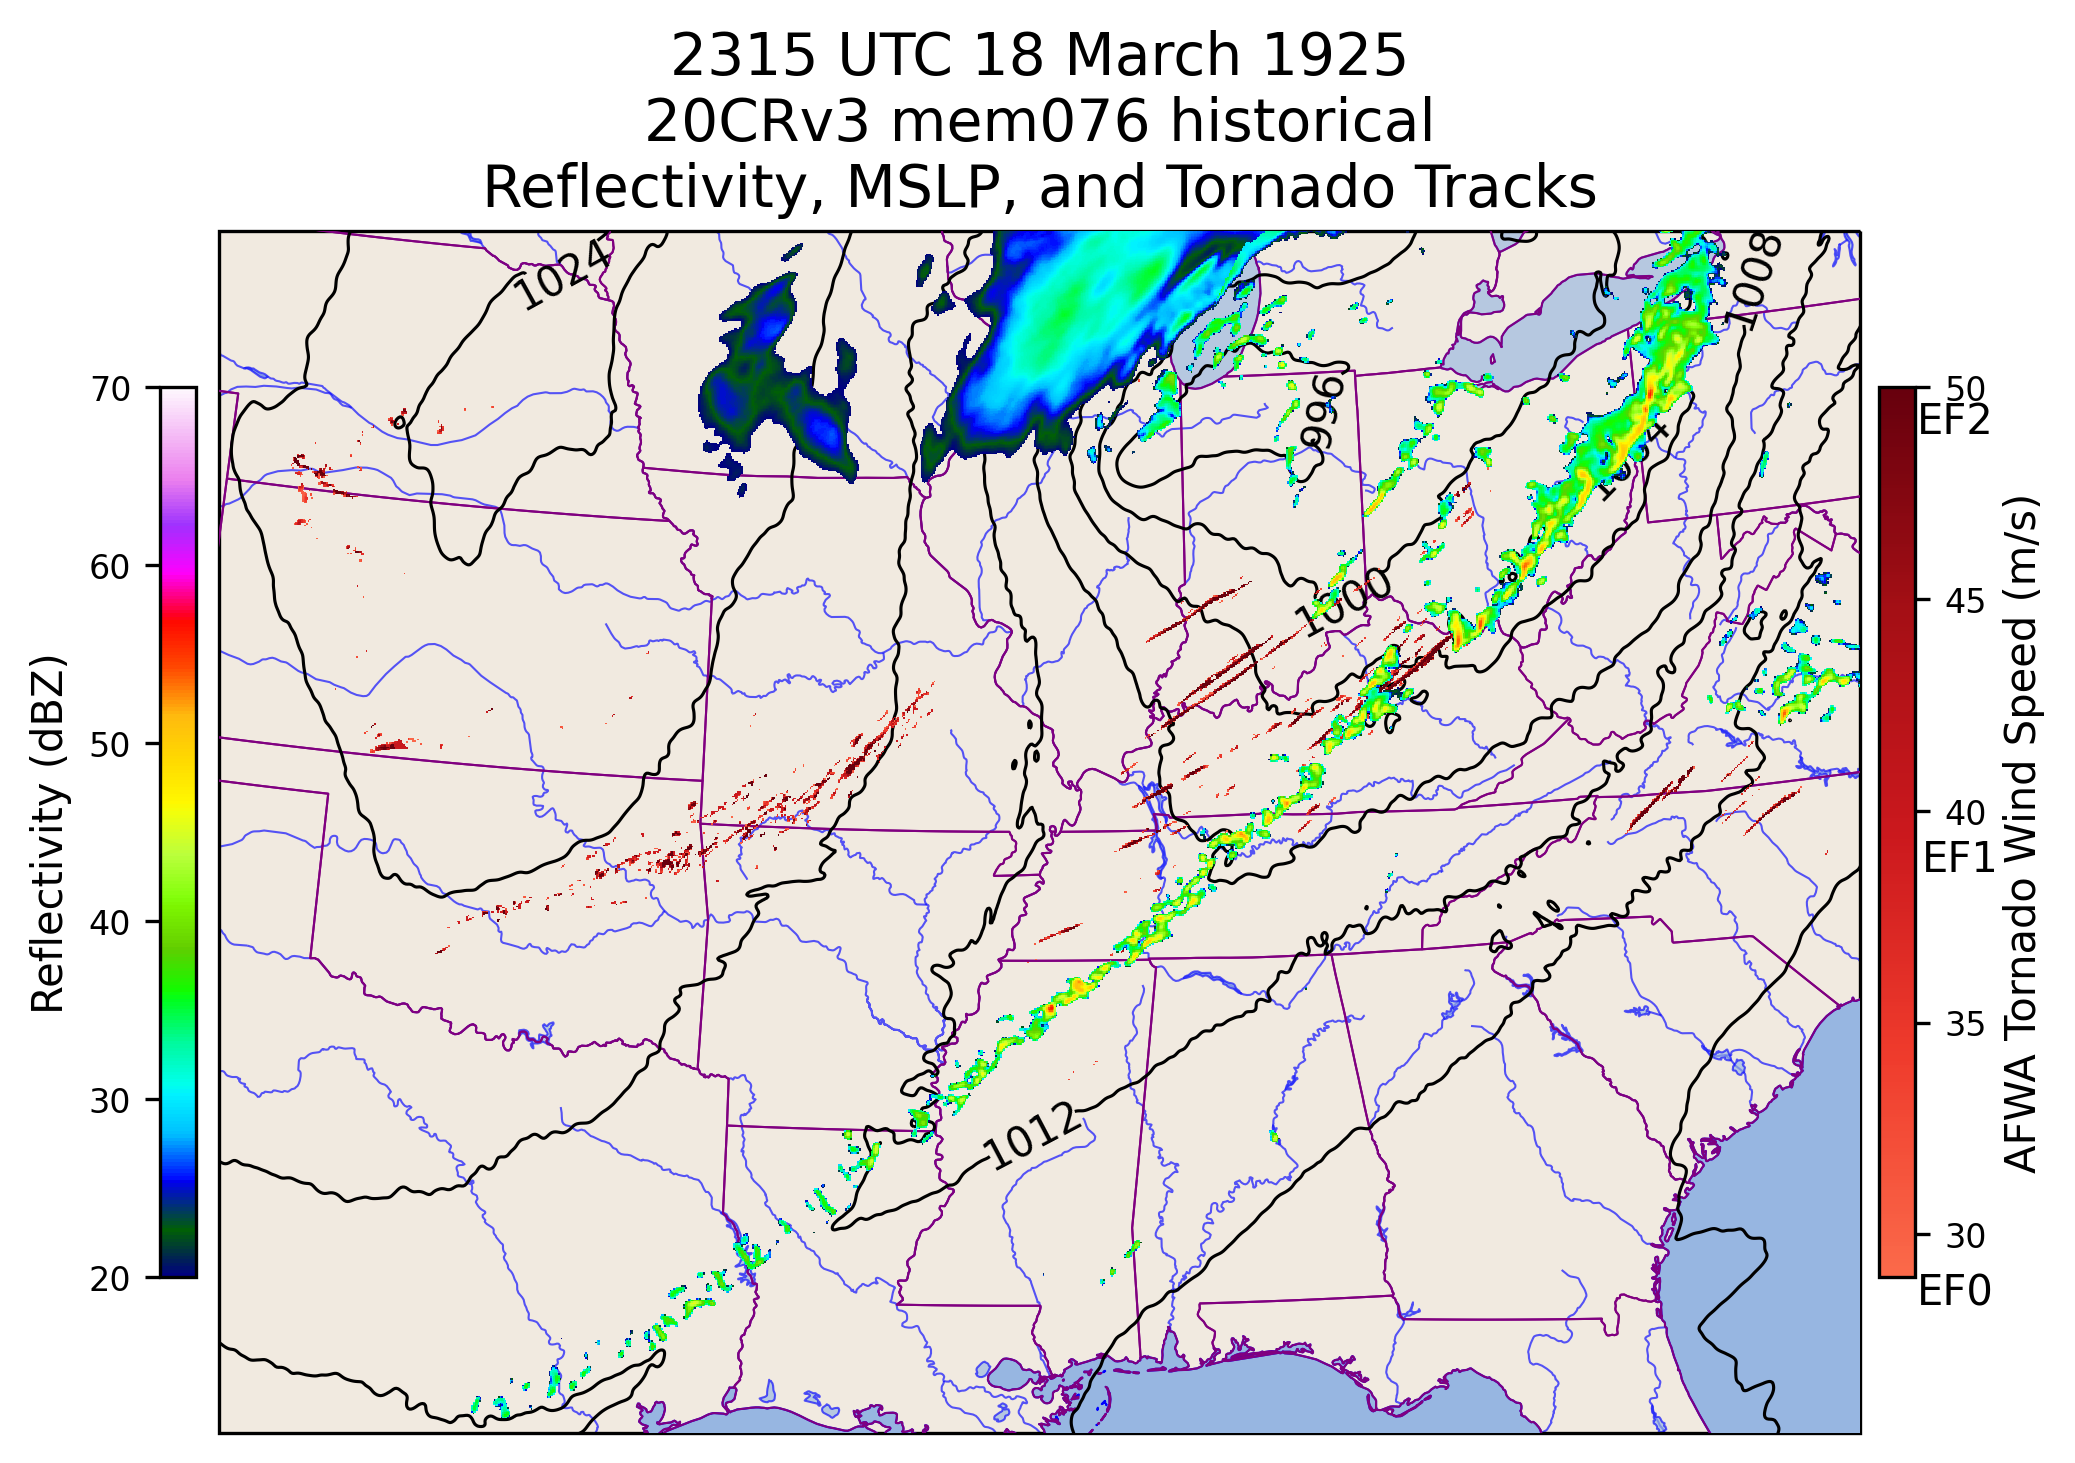 2315 UTC 18 March 1925
20CRv3 mem076 historical
Reflectivity, MSLP, and Tornado Tracks
1024
1008
996
1000
1012
70
60
50
40
30
20
Reflectivity (dBZ)
50
EF2
45
40
EF1
35
30
EF0
AFWA Tornado Wind Speed (m/s)